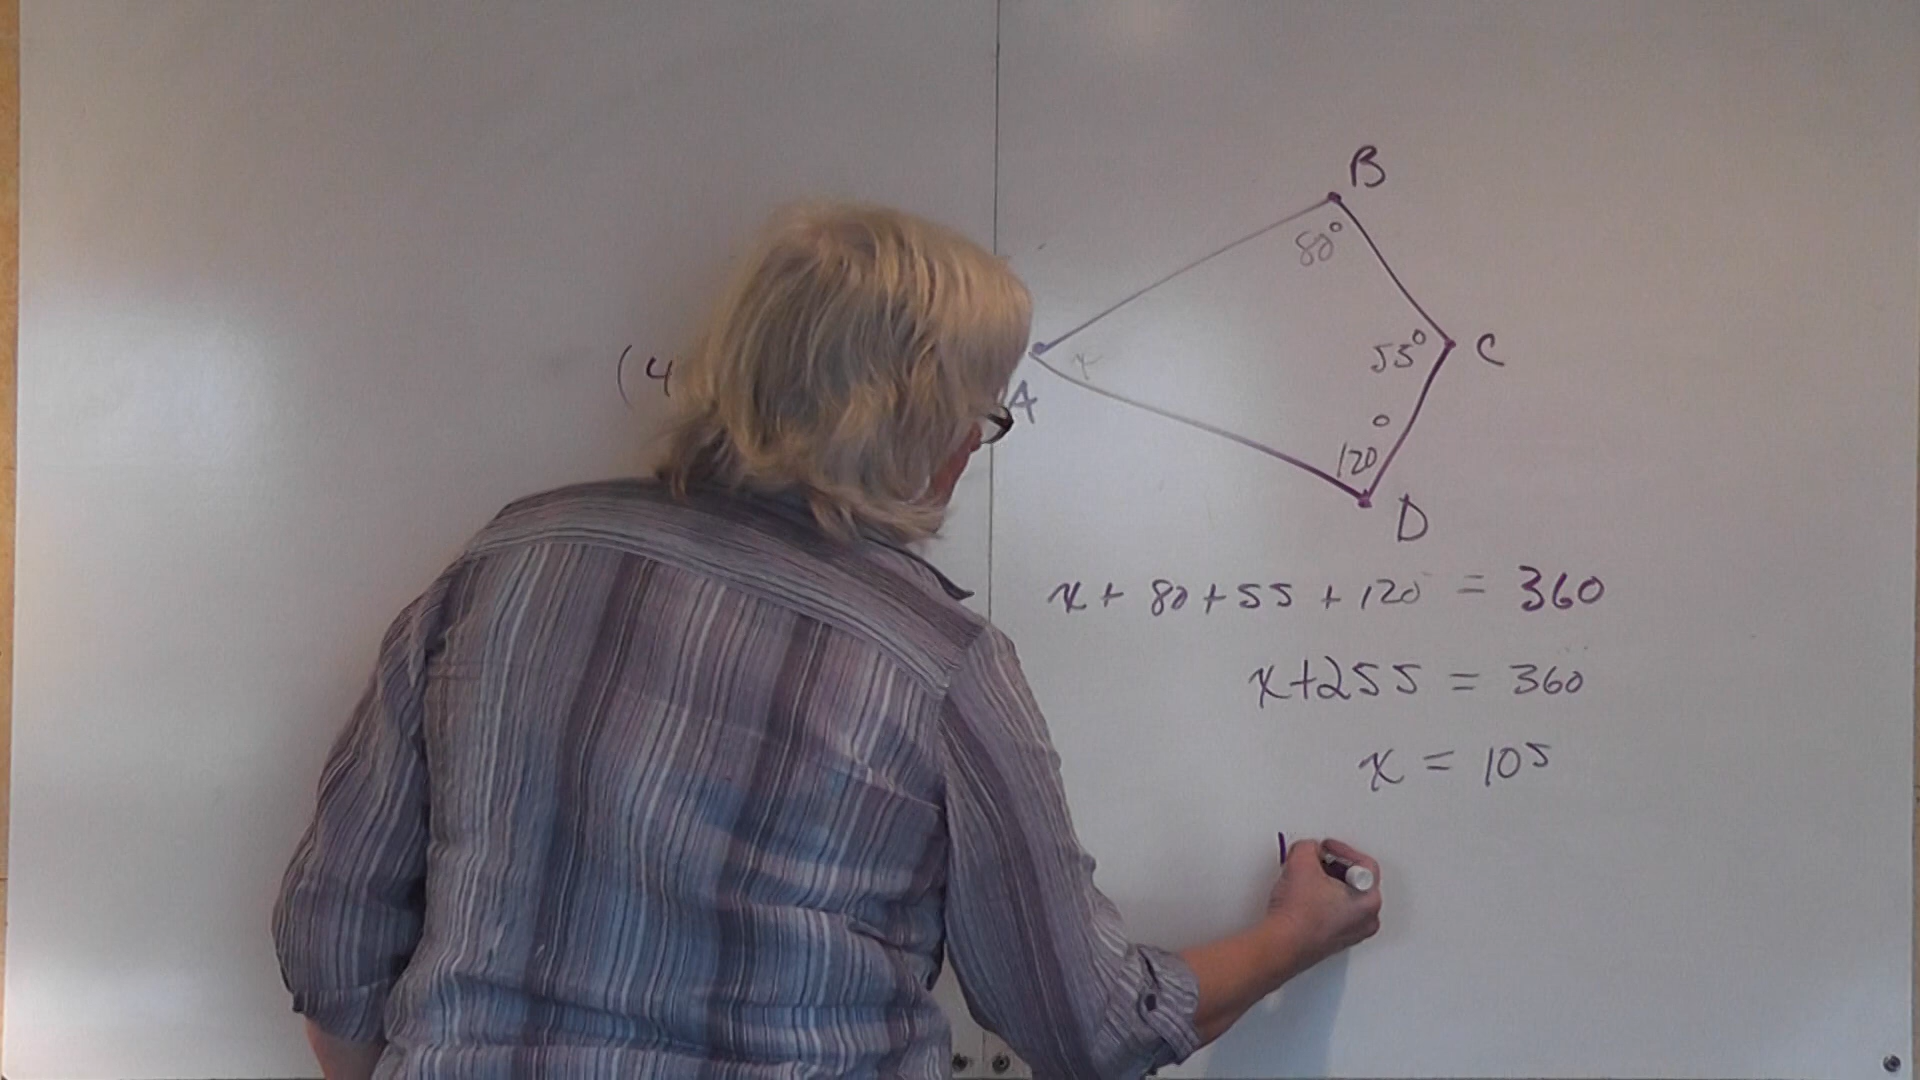 (4
B
80°
x
55°
C
A
120°
D
x + 80 + 55 + 120 = 360
x + 255 = 360
x = 105